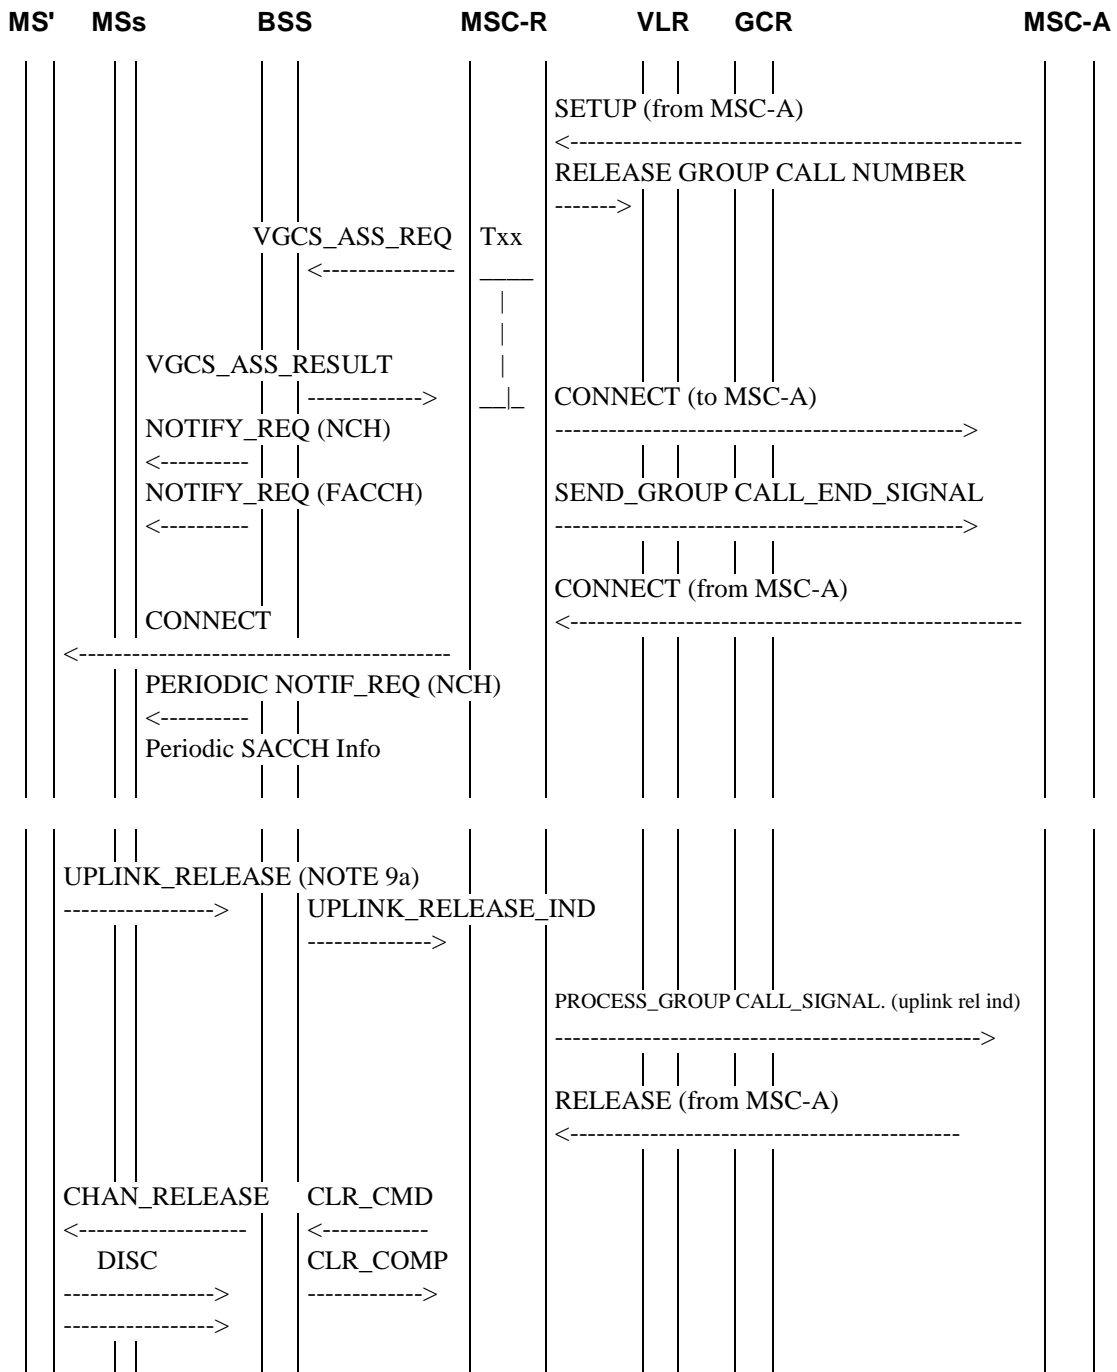 MS' MSs BSS MSC-R VLR GCR MSC-A
SETUP (from MSC-A)
<---------------------------------------------------
RELEASE GROUP CALL NUMBER
------->
VGCS_ASS_REQ Txx
<---------------
VGCS_ASS_RESULT
-------------> CONNECT (to MSC-A)
NOTIFY_REQ (NCH) ---------------------------------------------->
<----------
NOTIFY_REQ (FACCH) SEND_GROUP CALL_END_SIGNAL
<---------- ---------------------------------------------->
CONNECT (from MSC-A)
CONNECT <---------------------------------------------------
<------------------------------------------
PERIODIC NOTIF_REQ (NCH)
<----------
Periodic SACCH Info
UPLINK_RELEASE (NOTE 9a)
-----------------> UPLINK_RELEASE_IND
-------------->
PROCESS_GROUP CALL_SIGNAL. (uplink rel ind)
------------------------------------------------>
RELEASE (from MSC-A)
<--------------------------------------------
CHAN_RELEASE CLR_CMD
<------------------- <------------
DISC CLR_COMP
-----------------> ------------->
----------------->